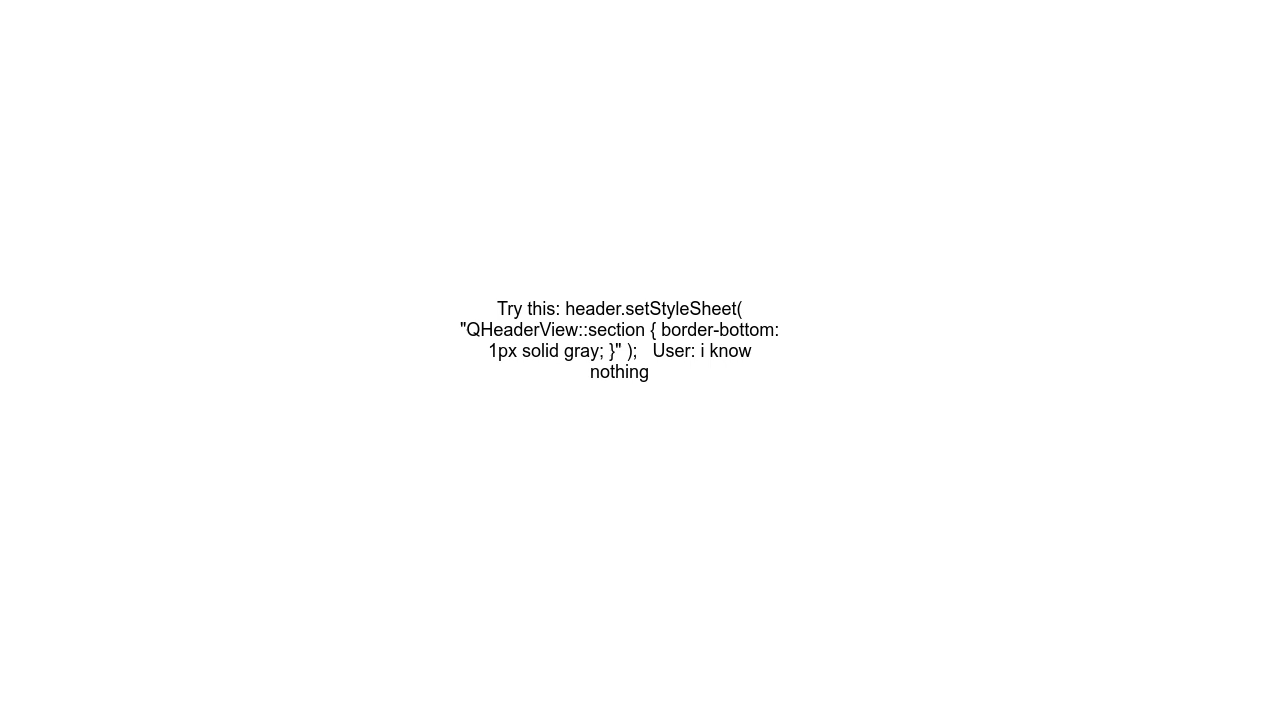 Try this: header.setStyleSheet(
"QHeaderView::section { border-bottom:
1px solid gray; }" );   User: i know
nothing